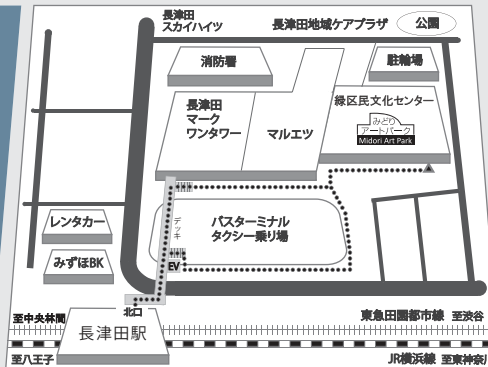 長津田
スカイハイツ
長津田地域ケアプラザ
公園
消防署
駐輪場
長津田
マーク
ワンタワー
マルエツ
緑区民文化センター
みどり
アートパーク
Midori Art Park
レンタカー
デッキ
バスターミナル
タクシー乗り場
みずほBK
EV
北口
至中央林間
東急田園都市線 至渋谷
長津田駅
至八王子
JR横浜線 至東神奈川